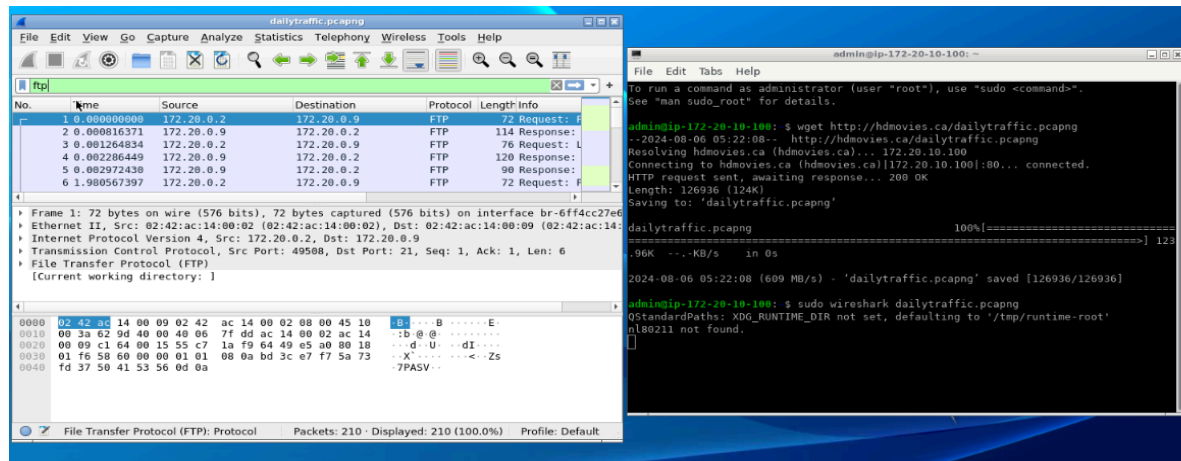 dailytraffic.pcapng
File Edit View Go Capture Analyze Statistics Telephony Wireless Tools Help
ftp
No. Time Source Destination Protocol Length Info
1 0.000000000 172.20.0.2 172.20.0.9 FTP 72 Request: P
2 0.000816371 172.20.0.9 172.20.0.2 FTP 114 Response:
3 0.001264834 172.20.0.2 172.20.0.9 FTP 76 Request: L
4 0.002286449 172.20.0.9 172.20.0.2 FTP 120 Response:
5 0.002972430 172.20.0.9 172.20.0.2 FTP 90 Response:
6 1.980567397 172.20.0.2 172.20.0.9 FTP 72 Request: P
Frame 1: 72 bytes on wire (576 bits), 72 bytes captured (576 bits) on interface br-6ff4cc27e6
Ethernet II, Src: 02:42:ac:14:00:02 (02:42:ac:14:00:02), Dst: 02:42:ac:14:00:09 (02:42:ac:14:
Internet Protocol Version 4, Src: 172.20.0.2, Dst: 172.20.0.9
Transmission Control Protocol, Src Port: 49508, Dst Port: 21, Seq: 1, Ack: 1, Len: 6
File Transfer Protocol (FTP)
[Current working directory: ]
0000 02 42 ac 14 00 09 02 42 ac 14 00 02 08 00 45 10 ·B·····B ······E·
0010 00 3a 62 9d 40 00 40 06 7f dd ac 14 00 02 ac 14 ·:b·@·@· ········
0020 00 09 c1 64 00 15 55 c7 1a f9 64 49 e5 a0 80 18 ···d··U· ··dI····
0030 01 f6 58 60 00 00 01 01 08 0a bd 3c e7 f7 5a 73 ··X`···· ···<··Zs
0040 fd 37 50 41 53 56 0d 0a ·7PASV··
File Transfer Protocol (FTP): Protocol Packets: 210 · Displayed: 210 (100.0%) Profile: Default
admin@ip-172-20-10-100: ~
File Edit Tabs Help
To run a command as administrator (user "root"), use "sudo <command>".
See "man sudo_root" for details.
admin@ip-172-20-10-100: $ wget http://hdmovies.ca/dailytraffic.pcapng
--2024-08-06 05:22:08-- http://hdmovies.ca/dailytraffic.pcapng
Resolving hdmovies.ca (hdmovies.ca)... 172.20.10.100
Connecting to hdmovies.ca (hdmovies.ca)|172.20.10.100|:80... connected.
HTTP request sent, awaiting response... 200 OK
Length: 126936 (124K)
Saving to: ‘dailytraffic.pcapng’
dailytraffic.pcapng 100%[=============================
=====================================================================================>] 123
.96K --.-KB/s in 0s
2024-08-06 05:22:08 (609 MB/s) - ‘dailytraffic.pcapng’ saved [126936/126936]
admin@ip-172-20-10-100: $ sudo wireshark dailytraffic.pcapng
QStandardPaths: XDG_RUNTIME_DIR not set, defaulting to '/tmp/runtime-root'
nl80211 not found.